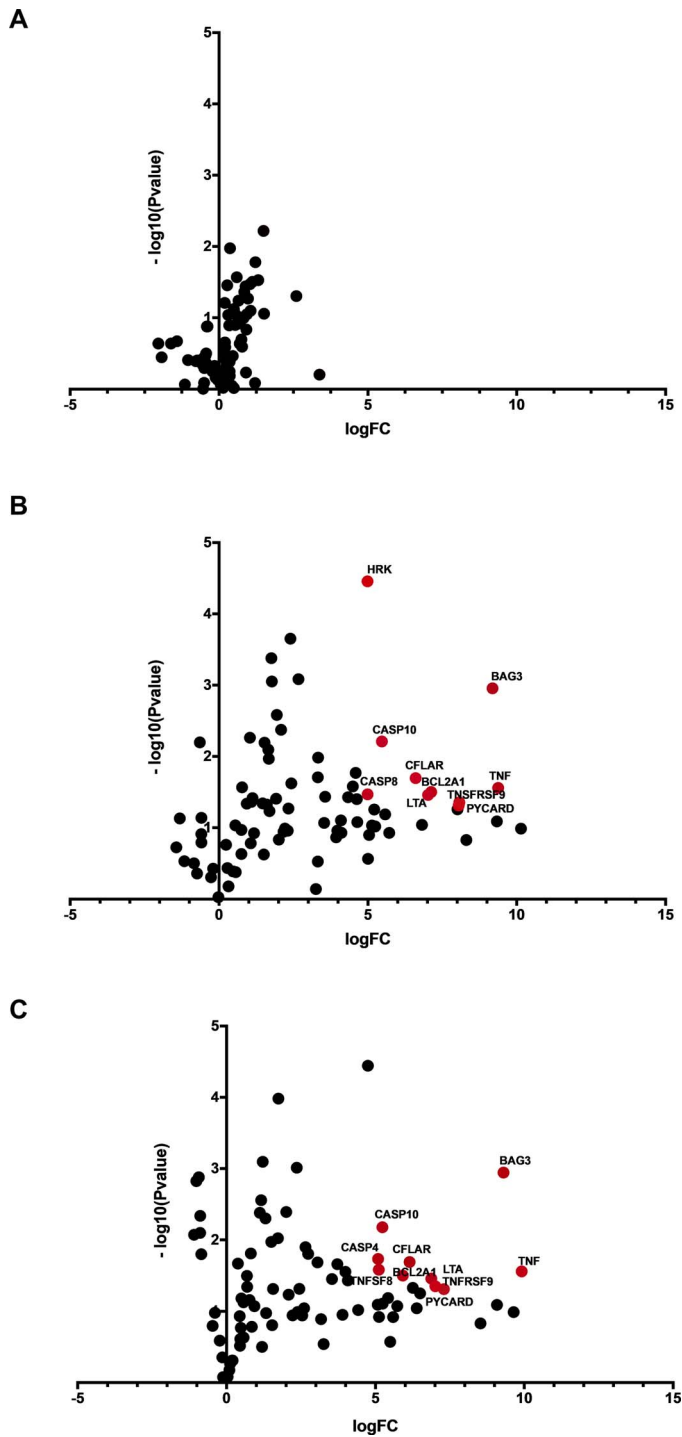 A
5
4
3
2
1
- log10(Pvalue)
-5 0 5 10 15
logFC
B
5
4
3
2
1
- log10(Pvalue)
HRK
BAG3
CASP10
CFLAR
CASP8 BCL2A1 TNF
LTA TNSFRSF9
PYCARD
-5 0 5 10 15
logFC
C
5
4
3
2
1
- log10(Pvalue)
BAG3
CASP10
CASP4 CFLAR
LTA TNF
TNFSF8 BCL2A1 TNFRSF9
PYCARD
-5 0 5 10 15
logFC